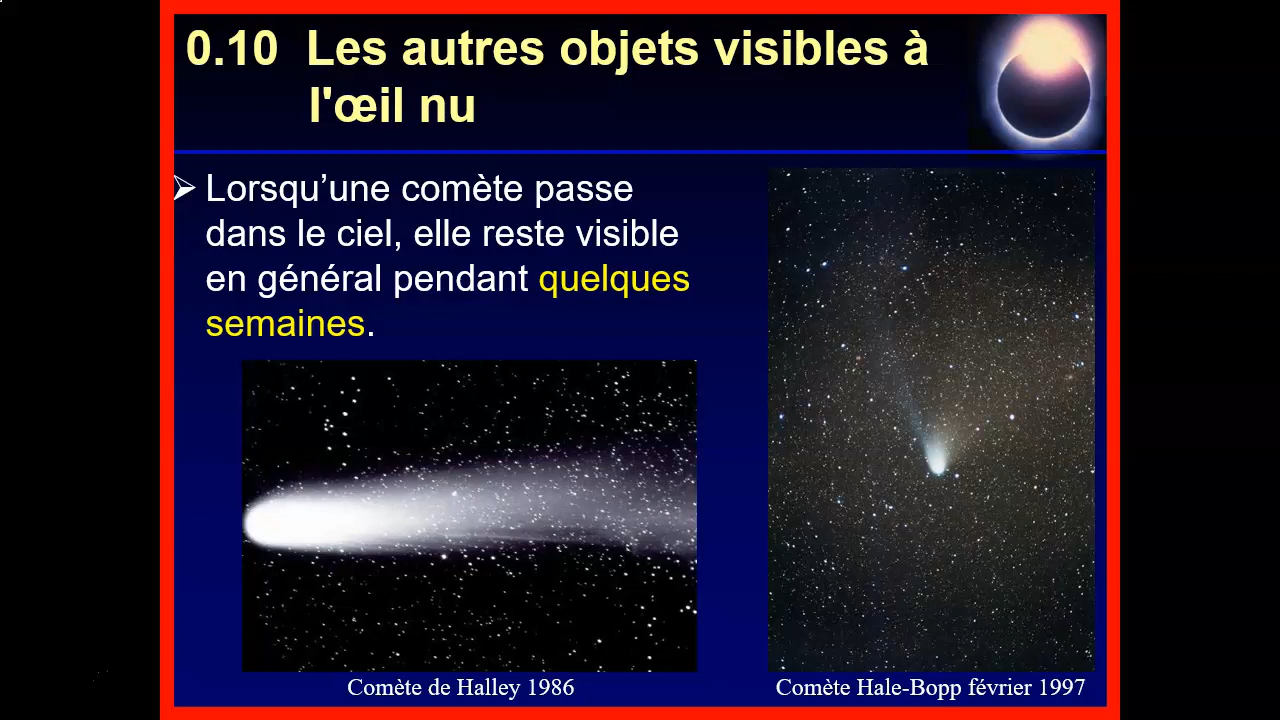 0.10 Les autres objets visibles à
l'œil nu
➢ Lorsqu’une comète passe
dans le ciel, elle reste visible
en général pendant quelques
semaines.
Comète de Halley 1986
Comète Hale-Bopp février 1997